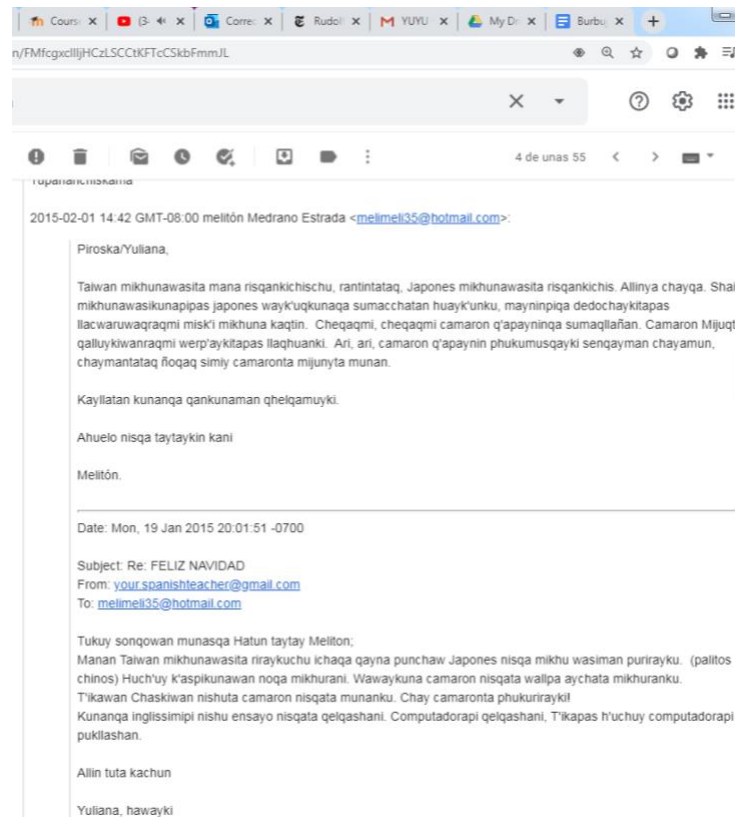 Cours
(3-
Correc
Rudol
M YUYU
My Dr
Burbu
n/FMfcgxcIlljHCzLSCCtKFTcCSkbFmmJL
4 de unas 55
Tupananchiskama
2015-02-01 14:42 GMT-08:00 melitón Medrano Estrada <melimeli35@hotmail.com>:
Piroska/Yuliana,
Taiwan mikhunawasita mana risqankichischu, rantintataq, Japones mikhunawasita risqankichis. Allinya chayqa. Shai
mikhunawasikunapipas japones wayk'uqkunaqa sumacchatan huayk'unku, mayninpiqa dedochaykitapas
llacwaruwaqraqmi misk'i mikhuna kaqtin. Cheqaqmi, cheqaqmi camaron q'apayninqa sumaqllañan. Camaron Mijuqt
qalluykiwanraqmi werp'aykitapas llaqhuanki. Ari, ari, camaron q'apaynin phukumusqayki senqayman chayamun,
chaymantataq ñoqaq simiy camaronta mijunyta munan.
Kayllatan kunanqa qankunaman qhelqamuyki.
Ahuelo nisqa taytaykin kani
Melitón.
Date: Mon, 19 Jan 2015 20:01:51 -0700
Subject: Re: FELIZ NAVIDAD
From: your.spanishteacher@gmail.com
To: melimeli35@hotmail.com
Tukuy sonqowan munasqa Hatun taytay Meliton;
Manan Taiwan mikhunawasita riraykuchu ichaqa qayna punchaw Japones nisqa mikhu wasiman purirayku. (palitos
chinos) Huch'uy k'aspikunawan noqa mikhurani. Wawaykuna camaron nisqata wallpa aychata mikhuranku.
T'ikawan Chaskiwan nishuta camaron nisqata munanku. Chay camaronta phukurirayki!
Kunanqa inglissimipi nishu ensayo nisqata qelqashani. Computadorapi qelqashani, T'ikapas h'uchuy computadorapi
pukllashan.
Allin tuta kachun
Yuliana, hawayki